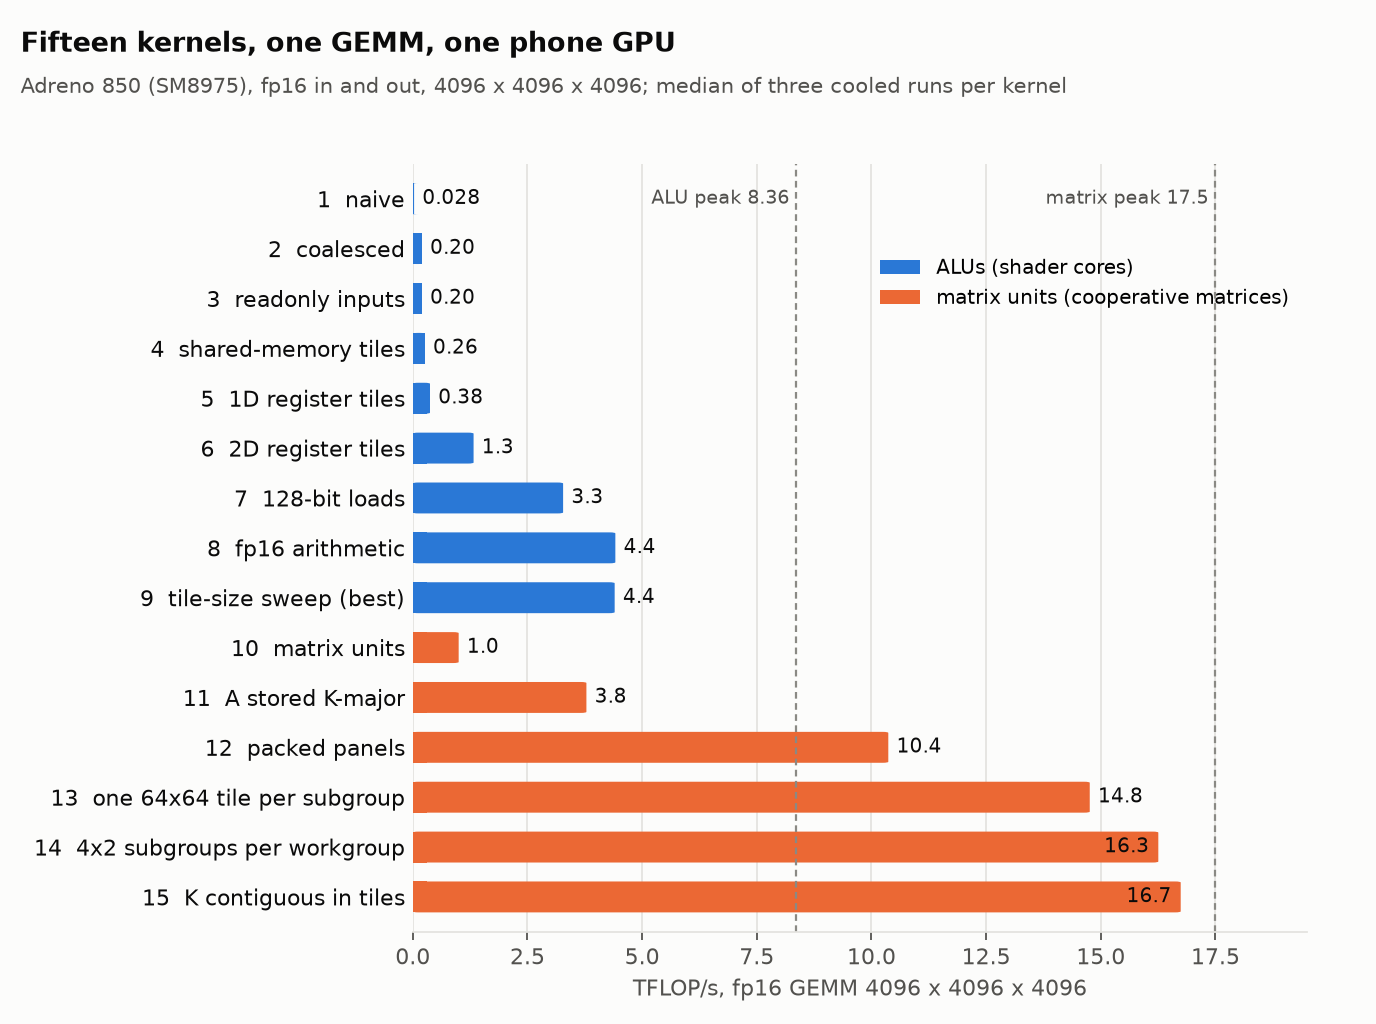 Fifteen kernels, one GEMM, one phone GPU
Adreno 850 (SM8975), fp16 in and out, 4096 x 4096 x 4096; median of three cooled runs per kernel
ALU peak 8.36
matrix peak 17.5
ALUs (shader cores)
matrix units (cooperative matrices)
1 naive 0.028
2 coalesced 0.20
3 readonly inputs 0.20
4 shared-memory tiles 0.26
5 1D register tiles 0.38
6 2D register tiles 1.3
7 128-bit loads 3.3
8 fp16 arithmetic 4.4
9 tile-size sweep (best) 4.4
10 matrix units 1.0
11 A stored K-major 3.8
12 packed panels 10.4
13 one 64x64 tile per subgroup 14.8
14 4x2 subgroups per workgroup 16.3
15 K contiguous in tiles 16.7
0.0 2.5 5.0 7.5 10.0 12.5 15.0 17.5
TFLOP/s, fp16 GEMM 4096 x 4096 x 4096